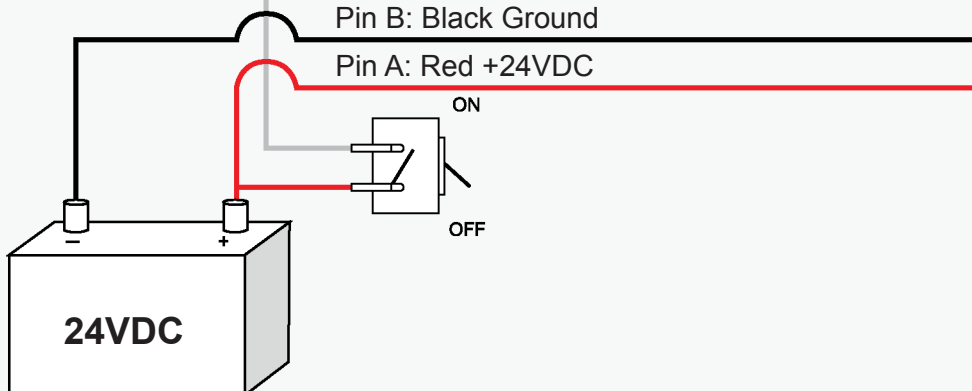 Pin B: Black Ground
Pin A: Red +24VDC
ON
OFF
– +
24VDC